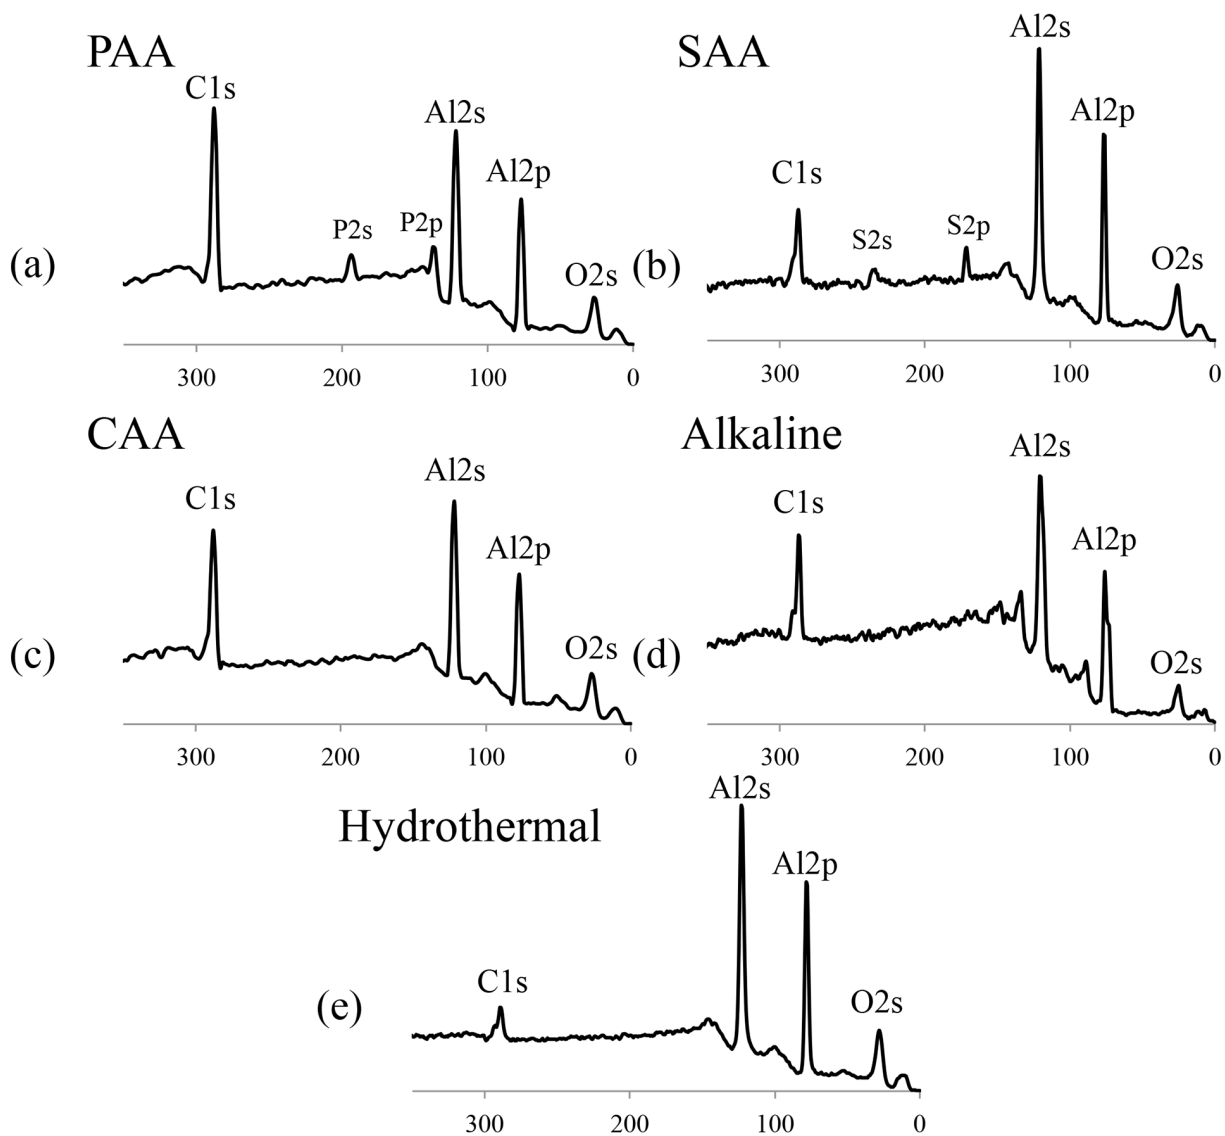 PAA
C1s
Al2s
Al2p
P2s
P2p
O2s
(a)
300 200 100 0
SAA
Al2s
Al2p
C1s
S2s
S2p
O2s
(b)
300 200 100 0
CAA
C1s
Al2s
Al2p
O2s
(c)
300 200 100 0
Alkaline
Al2s
C1s
Al2p
O2s
(d)
300 200 100 0
Hydrothermal
Al2s
Al2p
C1s
O2s
(e)
300 200 100 0